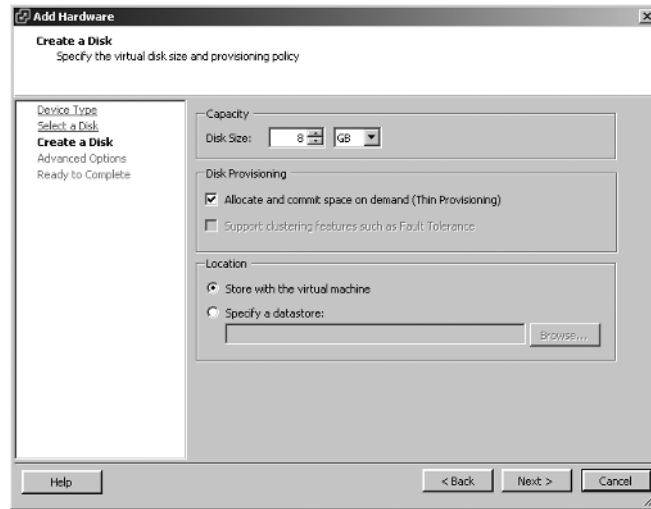 Add Hardware
Create a Disk
Specify the virtual disk size and provisioning policy
Device Type
Select a Disk
Create a Disk
Advanced Options
Ready to Complete
Capacity
Disk Size: 8 GB
Disk Provisioning
Allocate and commit space on demand (Thin Provisioning)
Support clustering features such as Fault Tolerance
Location
Store with the virtual machine
Specify a datastore:
Browse...
Help
< Back
Next >
Cancel